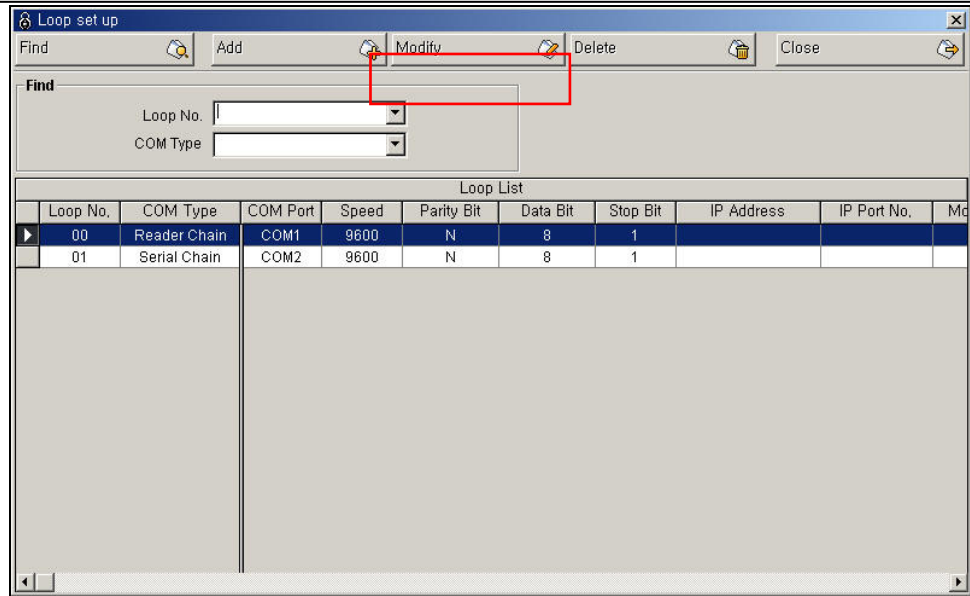 Loop set up
Find Add Modify Delete Close
Find
Loop No.
COM Type
Loop List
Loop No, COM Type COM Port Speed Parity Bit Data Bit Stop Bit IP Address IP Port No,
00 Reader Chain COM1 9600 N 8 1
01 Serial Chain COM2 9600 N 8 1